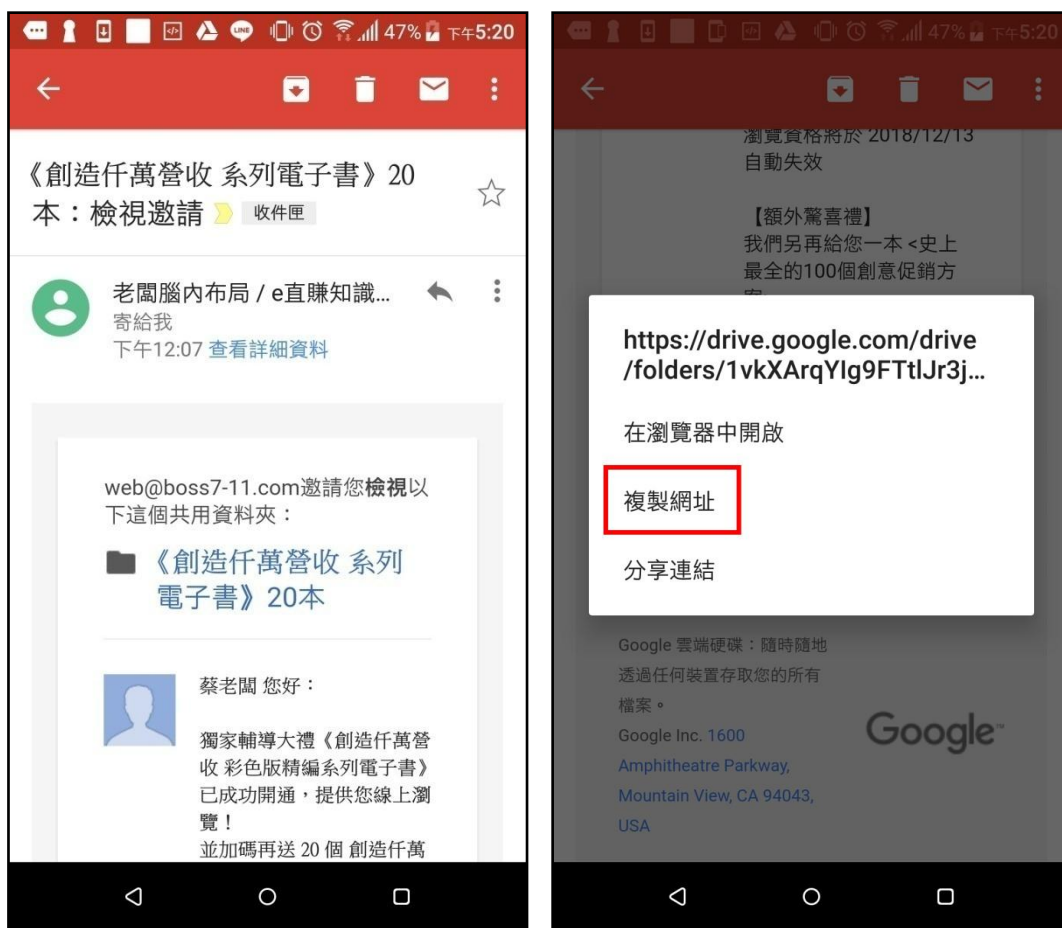 LINE
47%
下午5:20
《創造仟萬營收 系列電子書》20
本：檢視邀請
收件匣
老闆腦內布局 / e直賺知識...
寄給我
下午12:07 查看詳細資料
web@boss7-11.com邀請您檢視以
下這個共用資料夾：
《創造仟萬營收 系列
電子書》20本
蔡老闆 您好：
獨家輔導大禮《創造仟萬營
收 彩色版精編系列電子書》
已成功開通，提供您線上瀏
覽！
並加碼再送 20 個 創造仟萬
47%
下午5:20
瀏覽資格將於 2018/12/13
自動失效
【額外驚喜禮】
我們另再給您一本 <史上
最全的100個創意促銷方
https://drive.google.com/drive
/folders/1vkXArqYIg9FTtlJr3j...
在瀏覽器中開啟
複製網址
分享連結
Google 雲端硬碟：隨時隨地
透過任何裝置存取您的所有
檔案。
Google Inc. 1600
Amphitheatre Parkway,
Mountain View, CA 94043,
USA
Google™